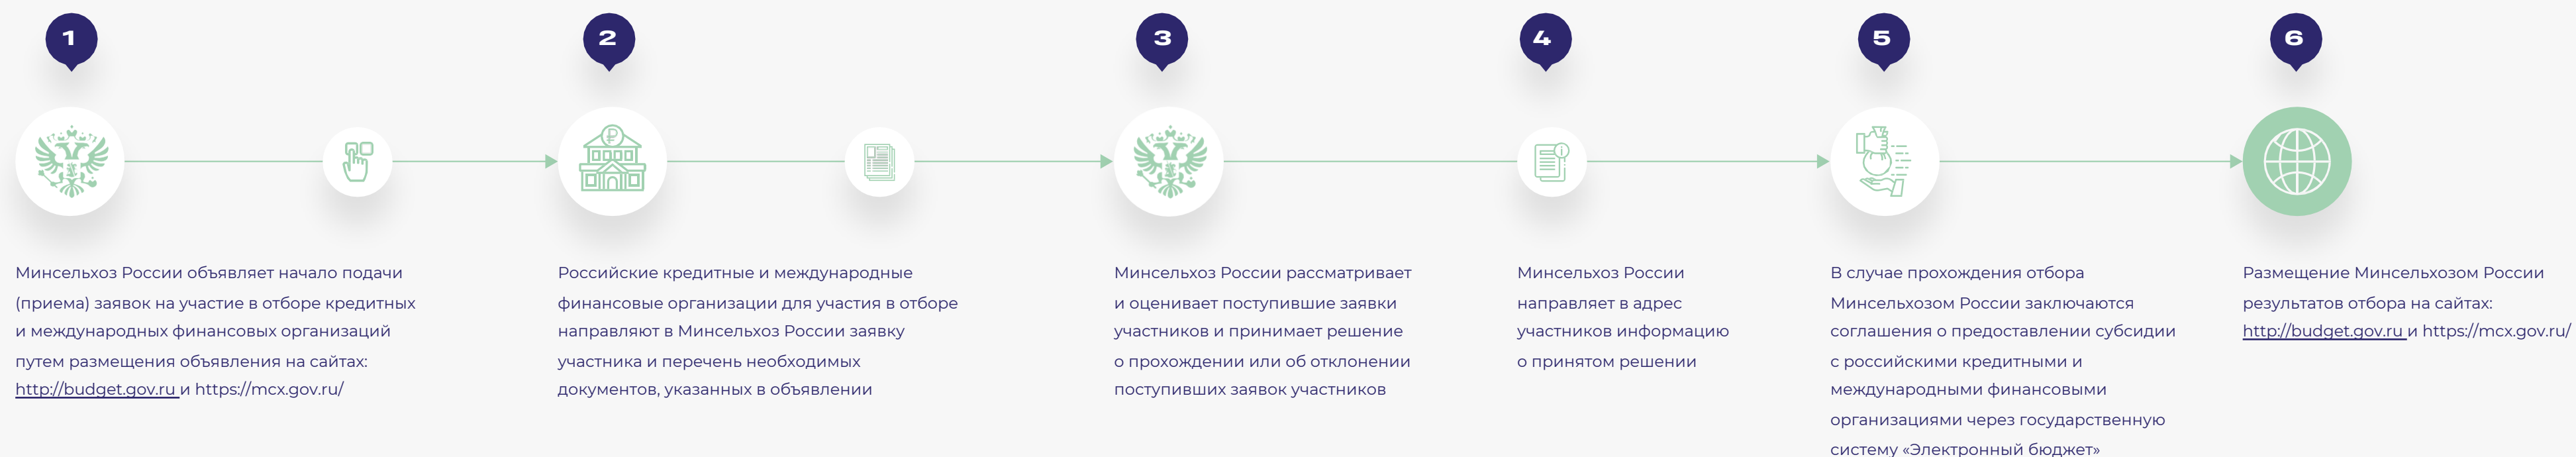 1
Минсельхоз России объявляет начало подачи
(приема) заявок на участие в отборе кредитных
и международных финансовых организаций
путем размещения объявления на сайтах:
http://budget.gov.ru и https://mcx.gov.ru/
2
Российские кредитные и международные
финансовые организации для участия в отборе
направляют в Минсельхоз России заявку
участника и перечень необходимых
документов, указанных в объявлении
3
Минсельхоз России рассматривает
и оценивает поступившие заявки
участников и принимает решение
о прохождении или об отклонении
поступивших заявок участников
4
Минсельхоз России
направляет в адрес
участников информацию
о принятом решении
5
В случае прохождения отбора
Минсельхозом России заключаются
соглашения о предоставлении субсидии
с российскими кредитными и
международными финансовыми
организациями через государственную
систему «Электронный бюджет»
6
Размещение Минсельхозом России
результатов отбора на сайтах:
http://budget.gov.ru и https://mcx.gov.ru/